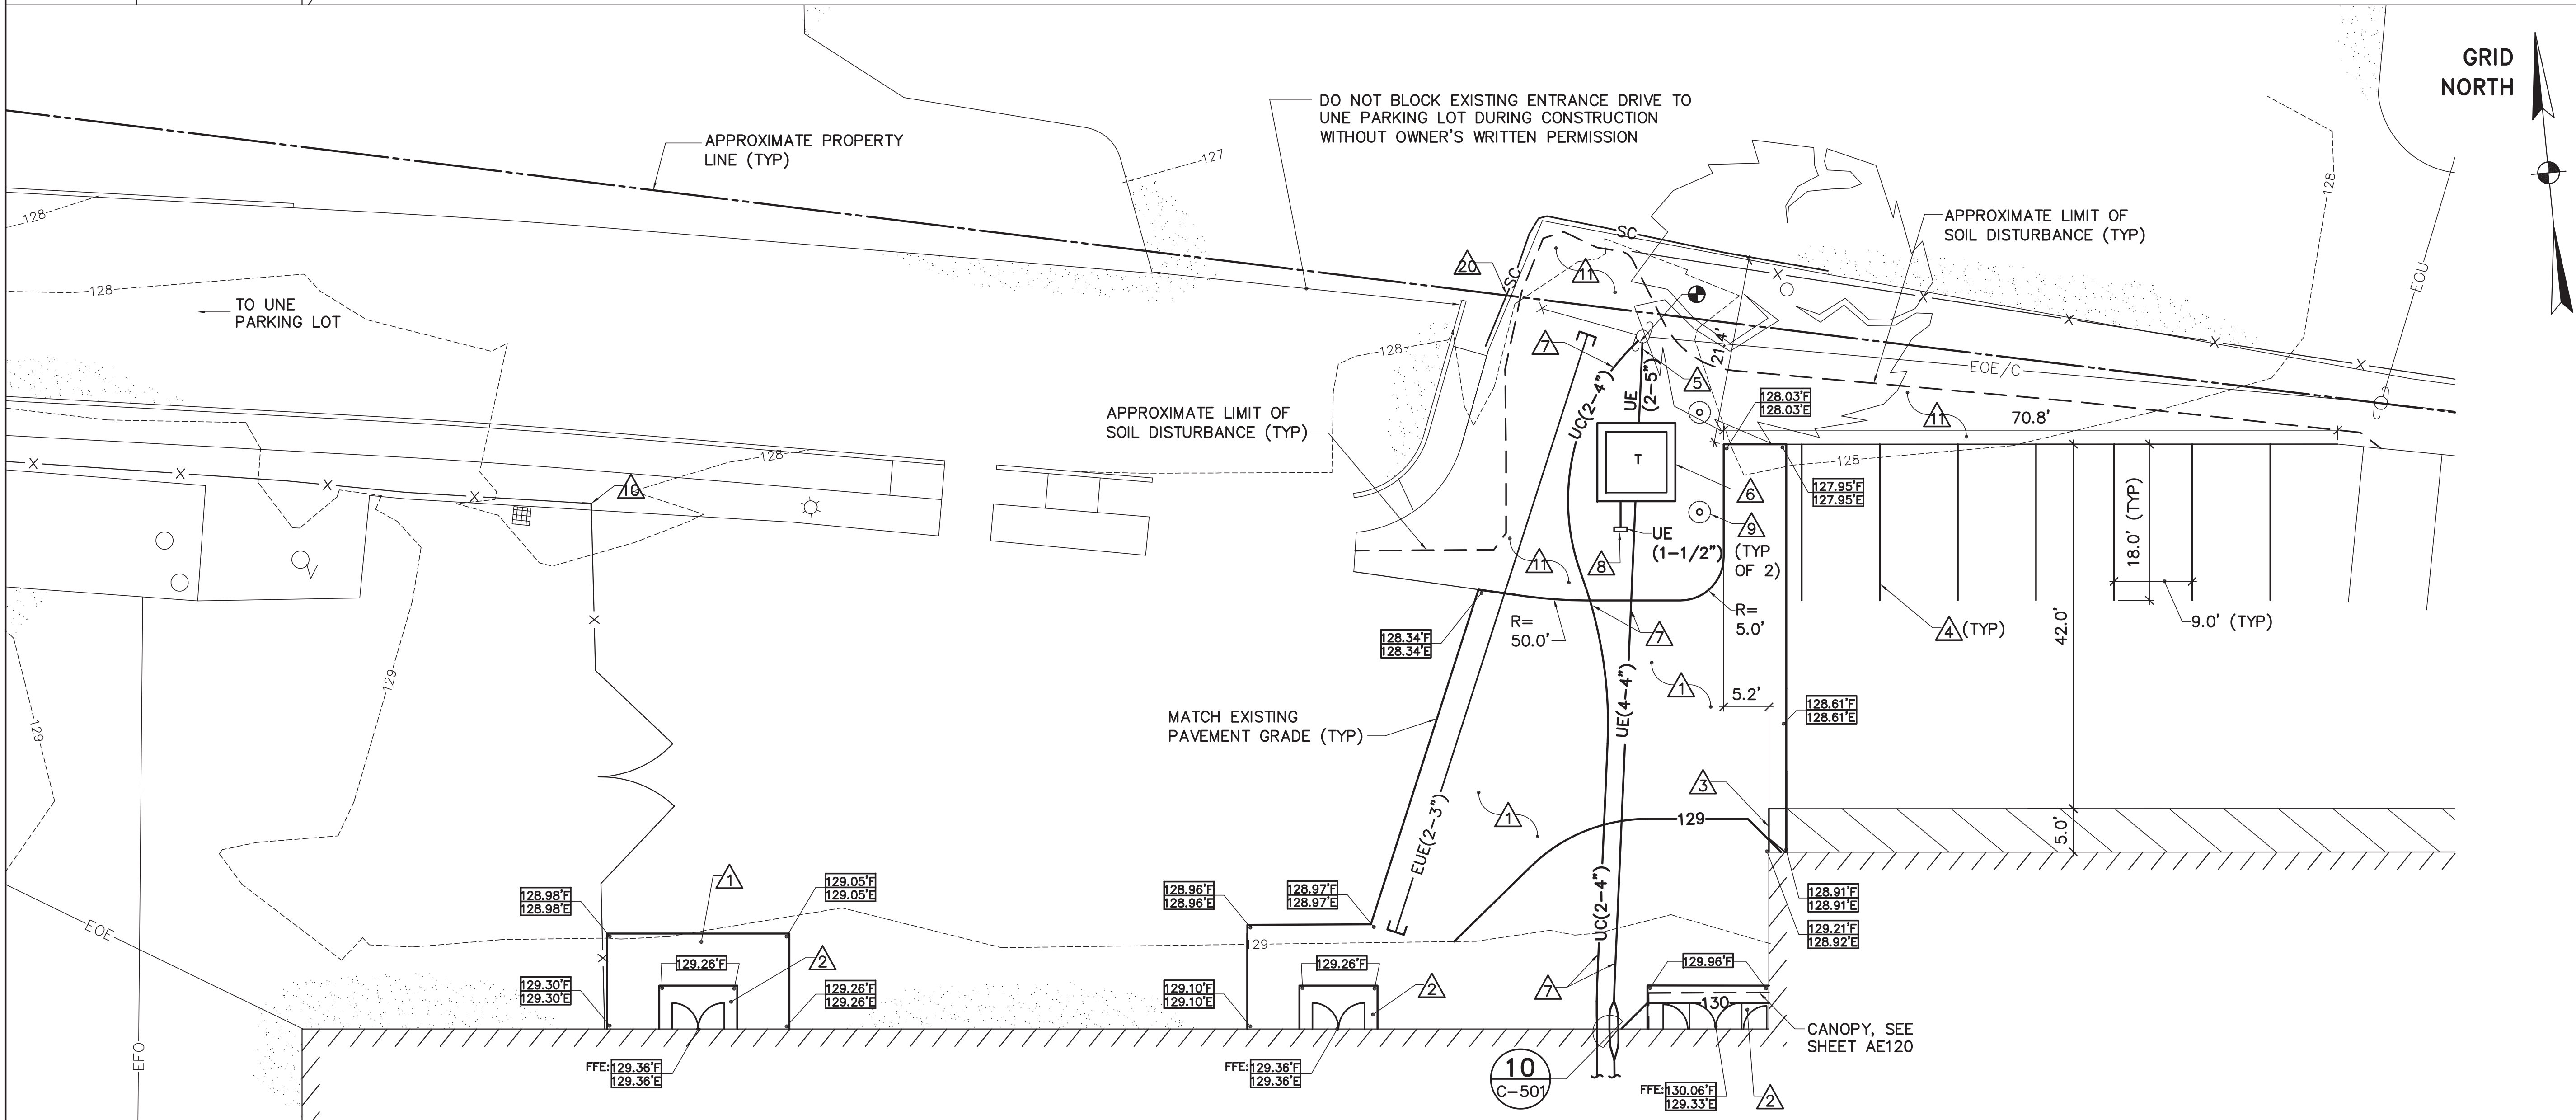 GRID
NORTH
DO NOT BLOCK EXISTING ENTRANCE DRIVE TO
UNE PARKING LOT DURING CONSTRUCTION
WITHOUT OWNER'S WRITTEN PERMISSION
APPROXIMATE PROPERTY
LINE (TYP)
127
128
128
APPROXIMATE LIMIT OF
SOIL DISTURBANCE (TYP)
SC
SC
20
11
X
X
X
X
X
X
EOU
128
TO UNE
PARKING LOT
7
128
21.4'
EOE/C
5
UC(2-4")
UE
(2-5")
128.03'F
128.03'E
11
70.8'
APPROXIMATE LIMIT OF
SOIL DISTURBANCE (TYP)
128
128
X
X
X
X
10
T
6
127.95'F
127.95'E
18.0' (TYP)
9
(TYP
OF 2)
UE
(1-1/2")
8
11
X
R=
50.0'
R=
5.0'
7
4
(TYP)
9.0' (TYP)
42.0'
128.34'F
128.34'E
129
129
1
5.2'
UE(4-4")
128.61'F
128.61'E
MATCH EXISTING
PAVEMENT GRADE (TYP)
3
EUE(2-3")
1
129
5.0'
128.98'F
128.98'E
1
129.05'F
129.05'E
128.96'F
128.96'E
128.97'F
128.97'E
UC(2-4")
128.91'F
128.91'E
129.21'F
128.92'E
EOE
129
X
129.26'F
2
129.26'F
2
129.96'F
129.30'F
129.30'E
129.26'F
129.26'E
129.10'F
129.10'E
7
130
CANOPY, SEE
SHEET AE120
EFO
FFE:
129.36'F
129.36'E
FFE:
129.36'F
129.36'E
10
C-501
FFE:
130.06'F
129.33'E
2